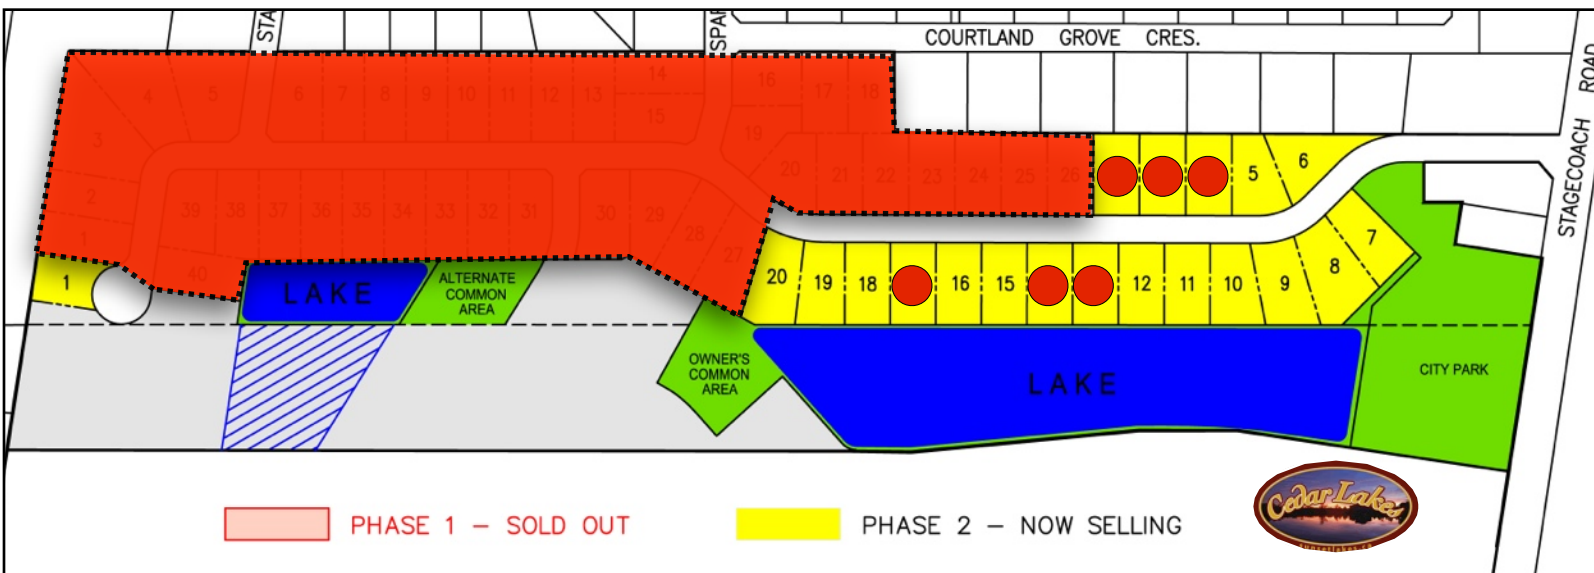 STA
SPAR
COURTLAND GROVE CRES.
STAGECOACH ROAD
14
16
4 5 6 7 8 9 10 11 12 13
17 18
15
3
19
20 21 22 23 24 25 26
5 6
2
39 38 37 36 35 34 33 32 31 30 29
28
27
1
7
8
1
40
LAKE
ALTERNATE
COMMON
AREA
20 19 18 16 15 12 11 10 9
OWNER'S
COMMON
AREA
LAKE
CITY PARK
Cedar Lakes
PHASE 1 – SOLD OUT
PHASE 2 – NOW SELLING